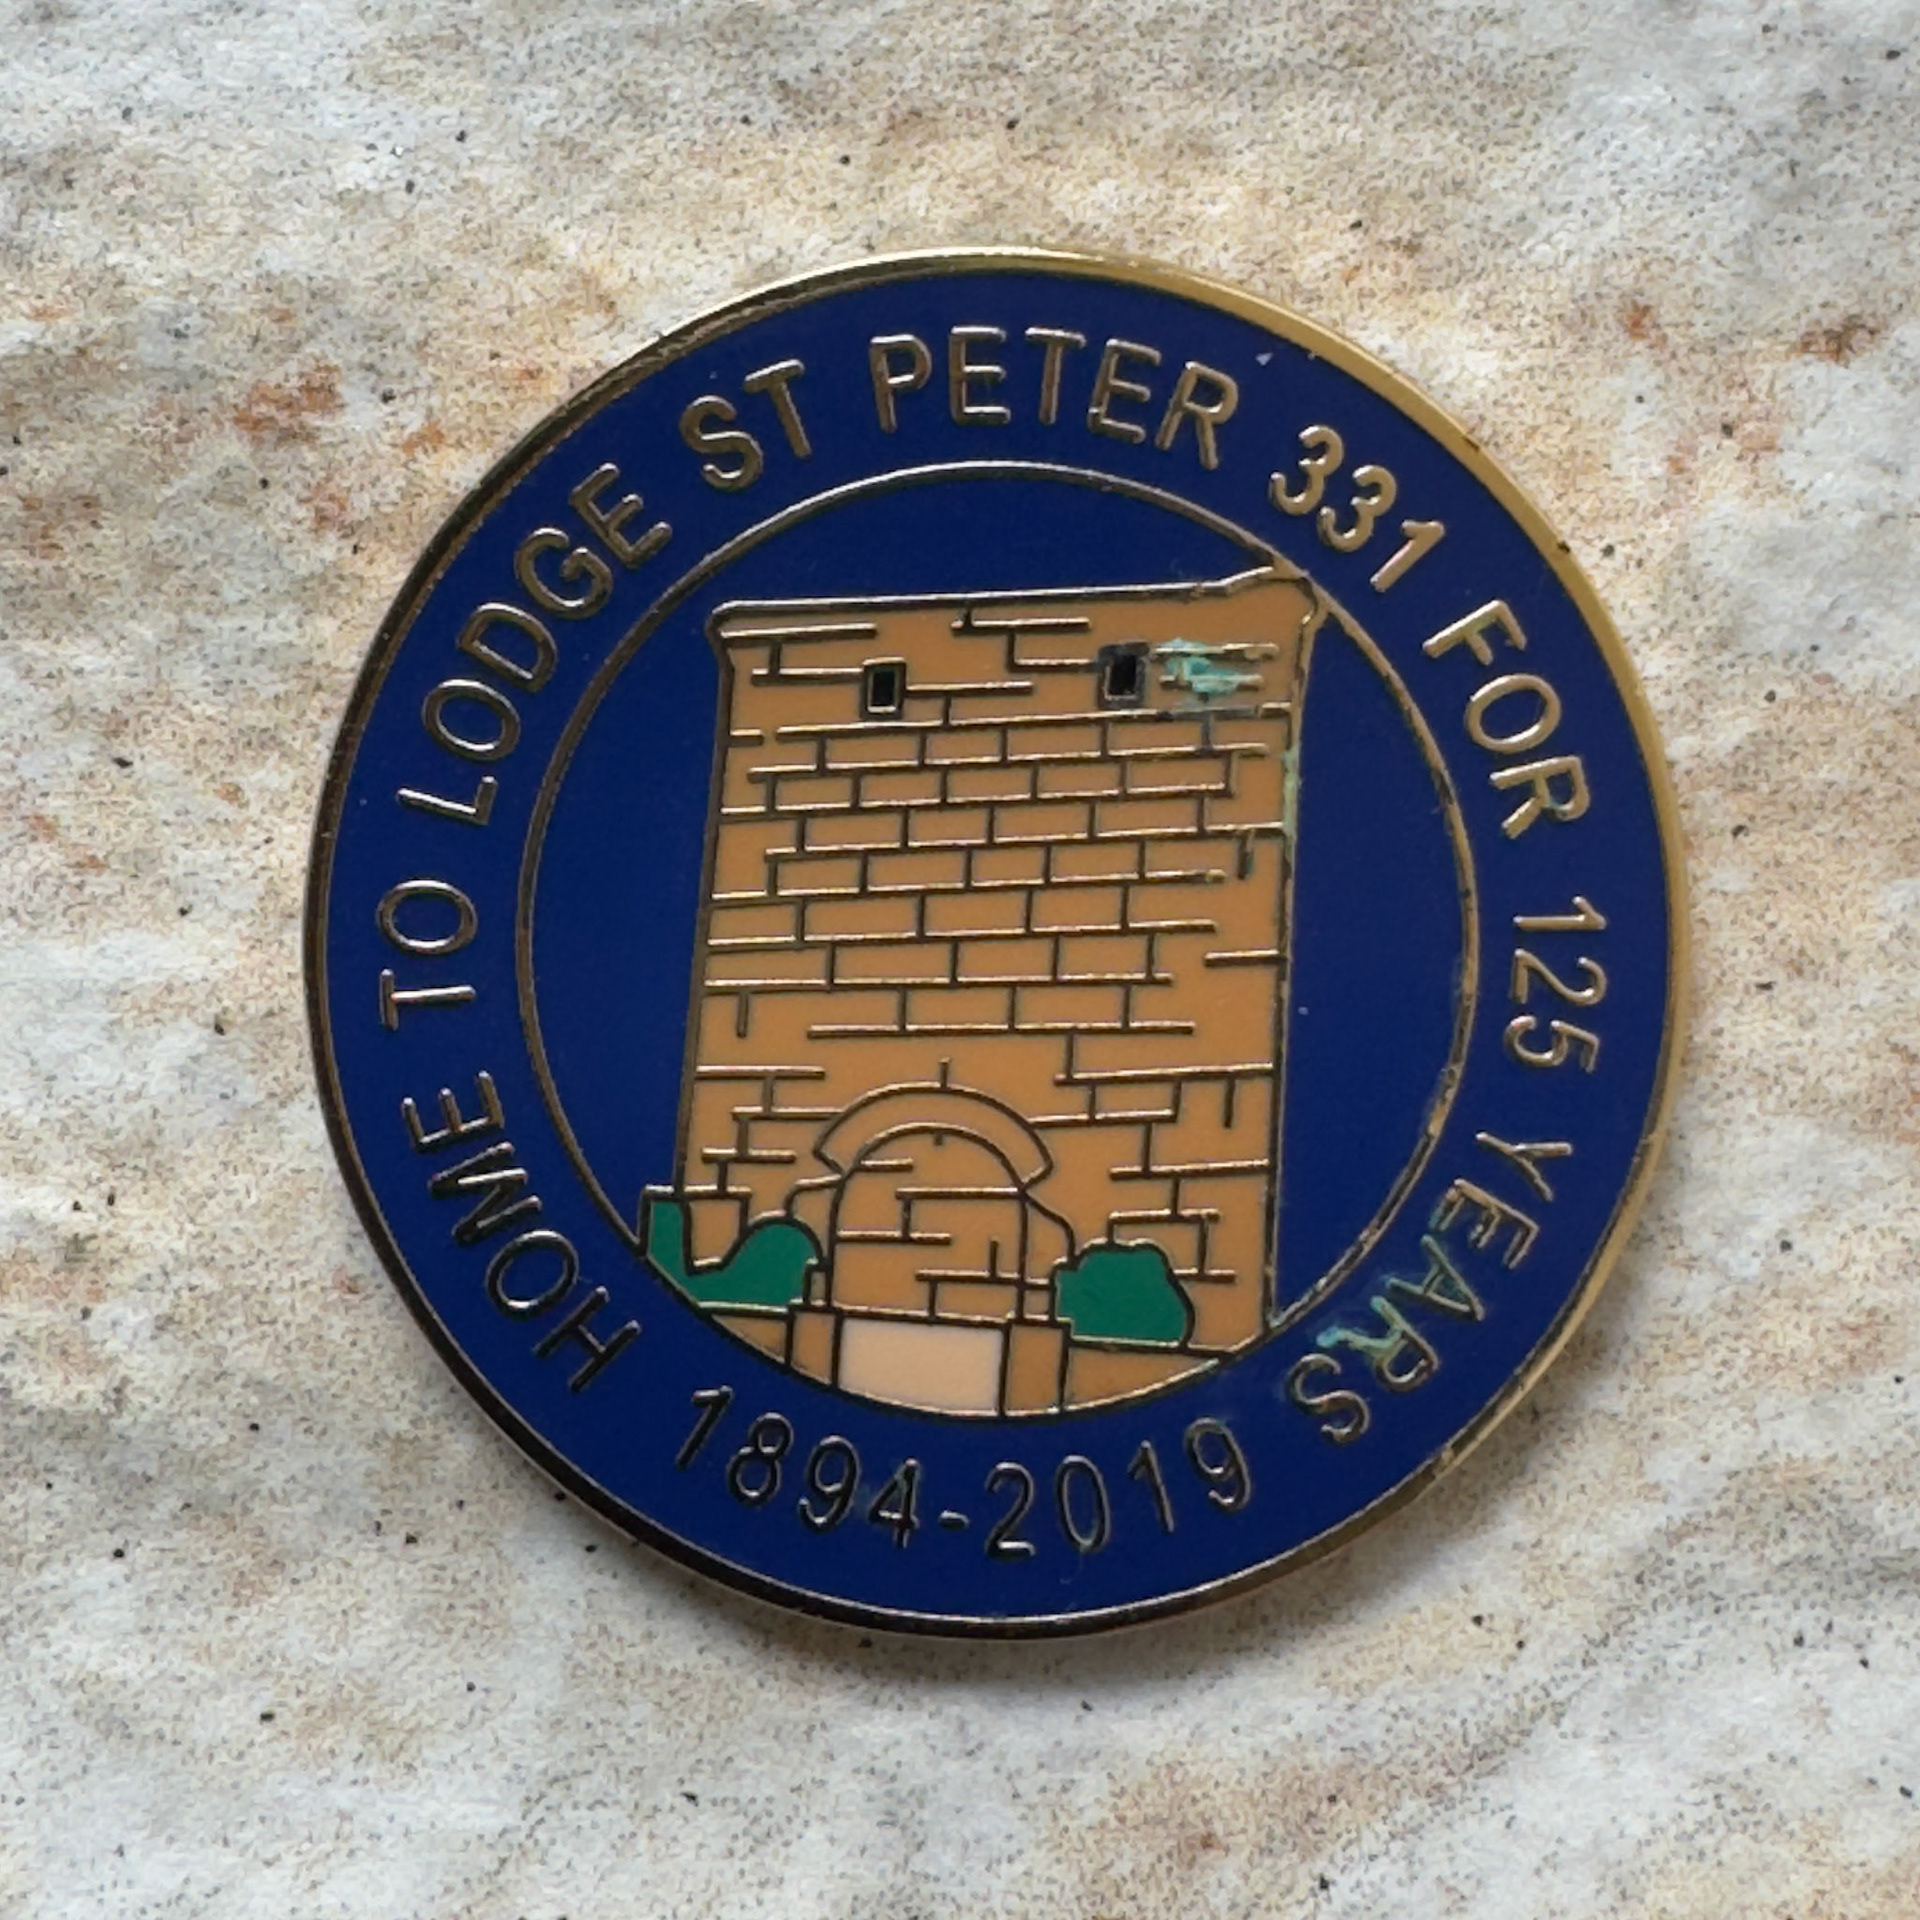 HOME TO LODGE ST PETER 331 FOR 125 YEARS
1894-2019